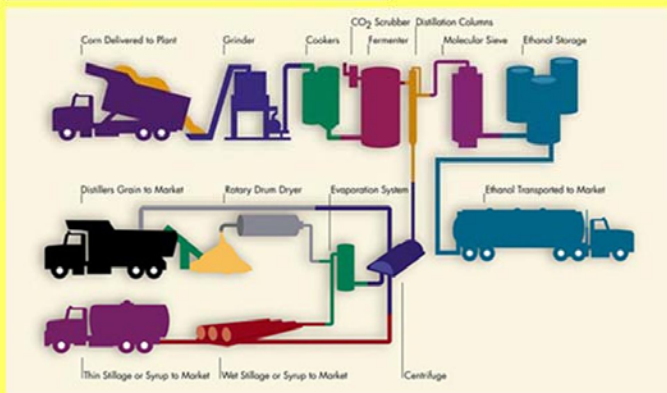 CO2 Scrubber
Distillation Columns
Corn Delivered to Plant
Grinder
Cookers
Fermenter
Molecular Sieve
Ethanol Storage
Distillers Grain to Market
Rotary Drum Dryer
Evaporation System
Ethanol Transported to Market
Thin Stillage or Syrup to Market
Wet Stillage or Syrup to Market
Centrifuge